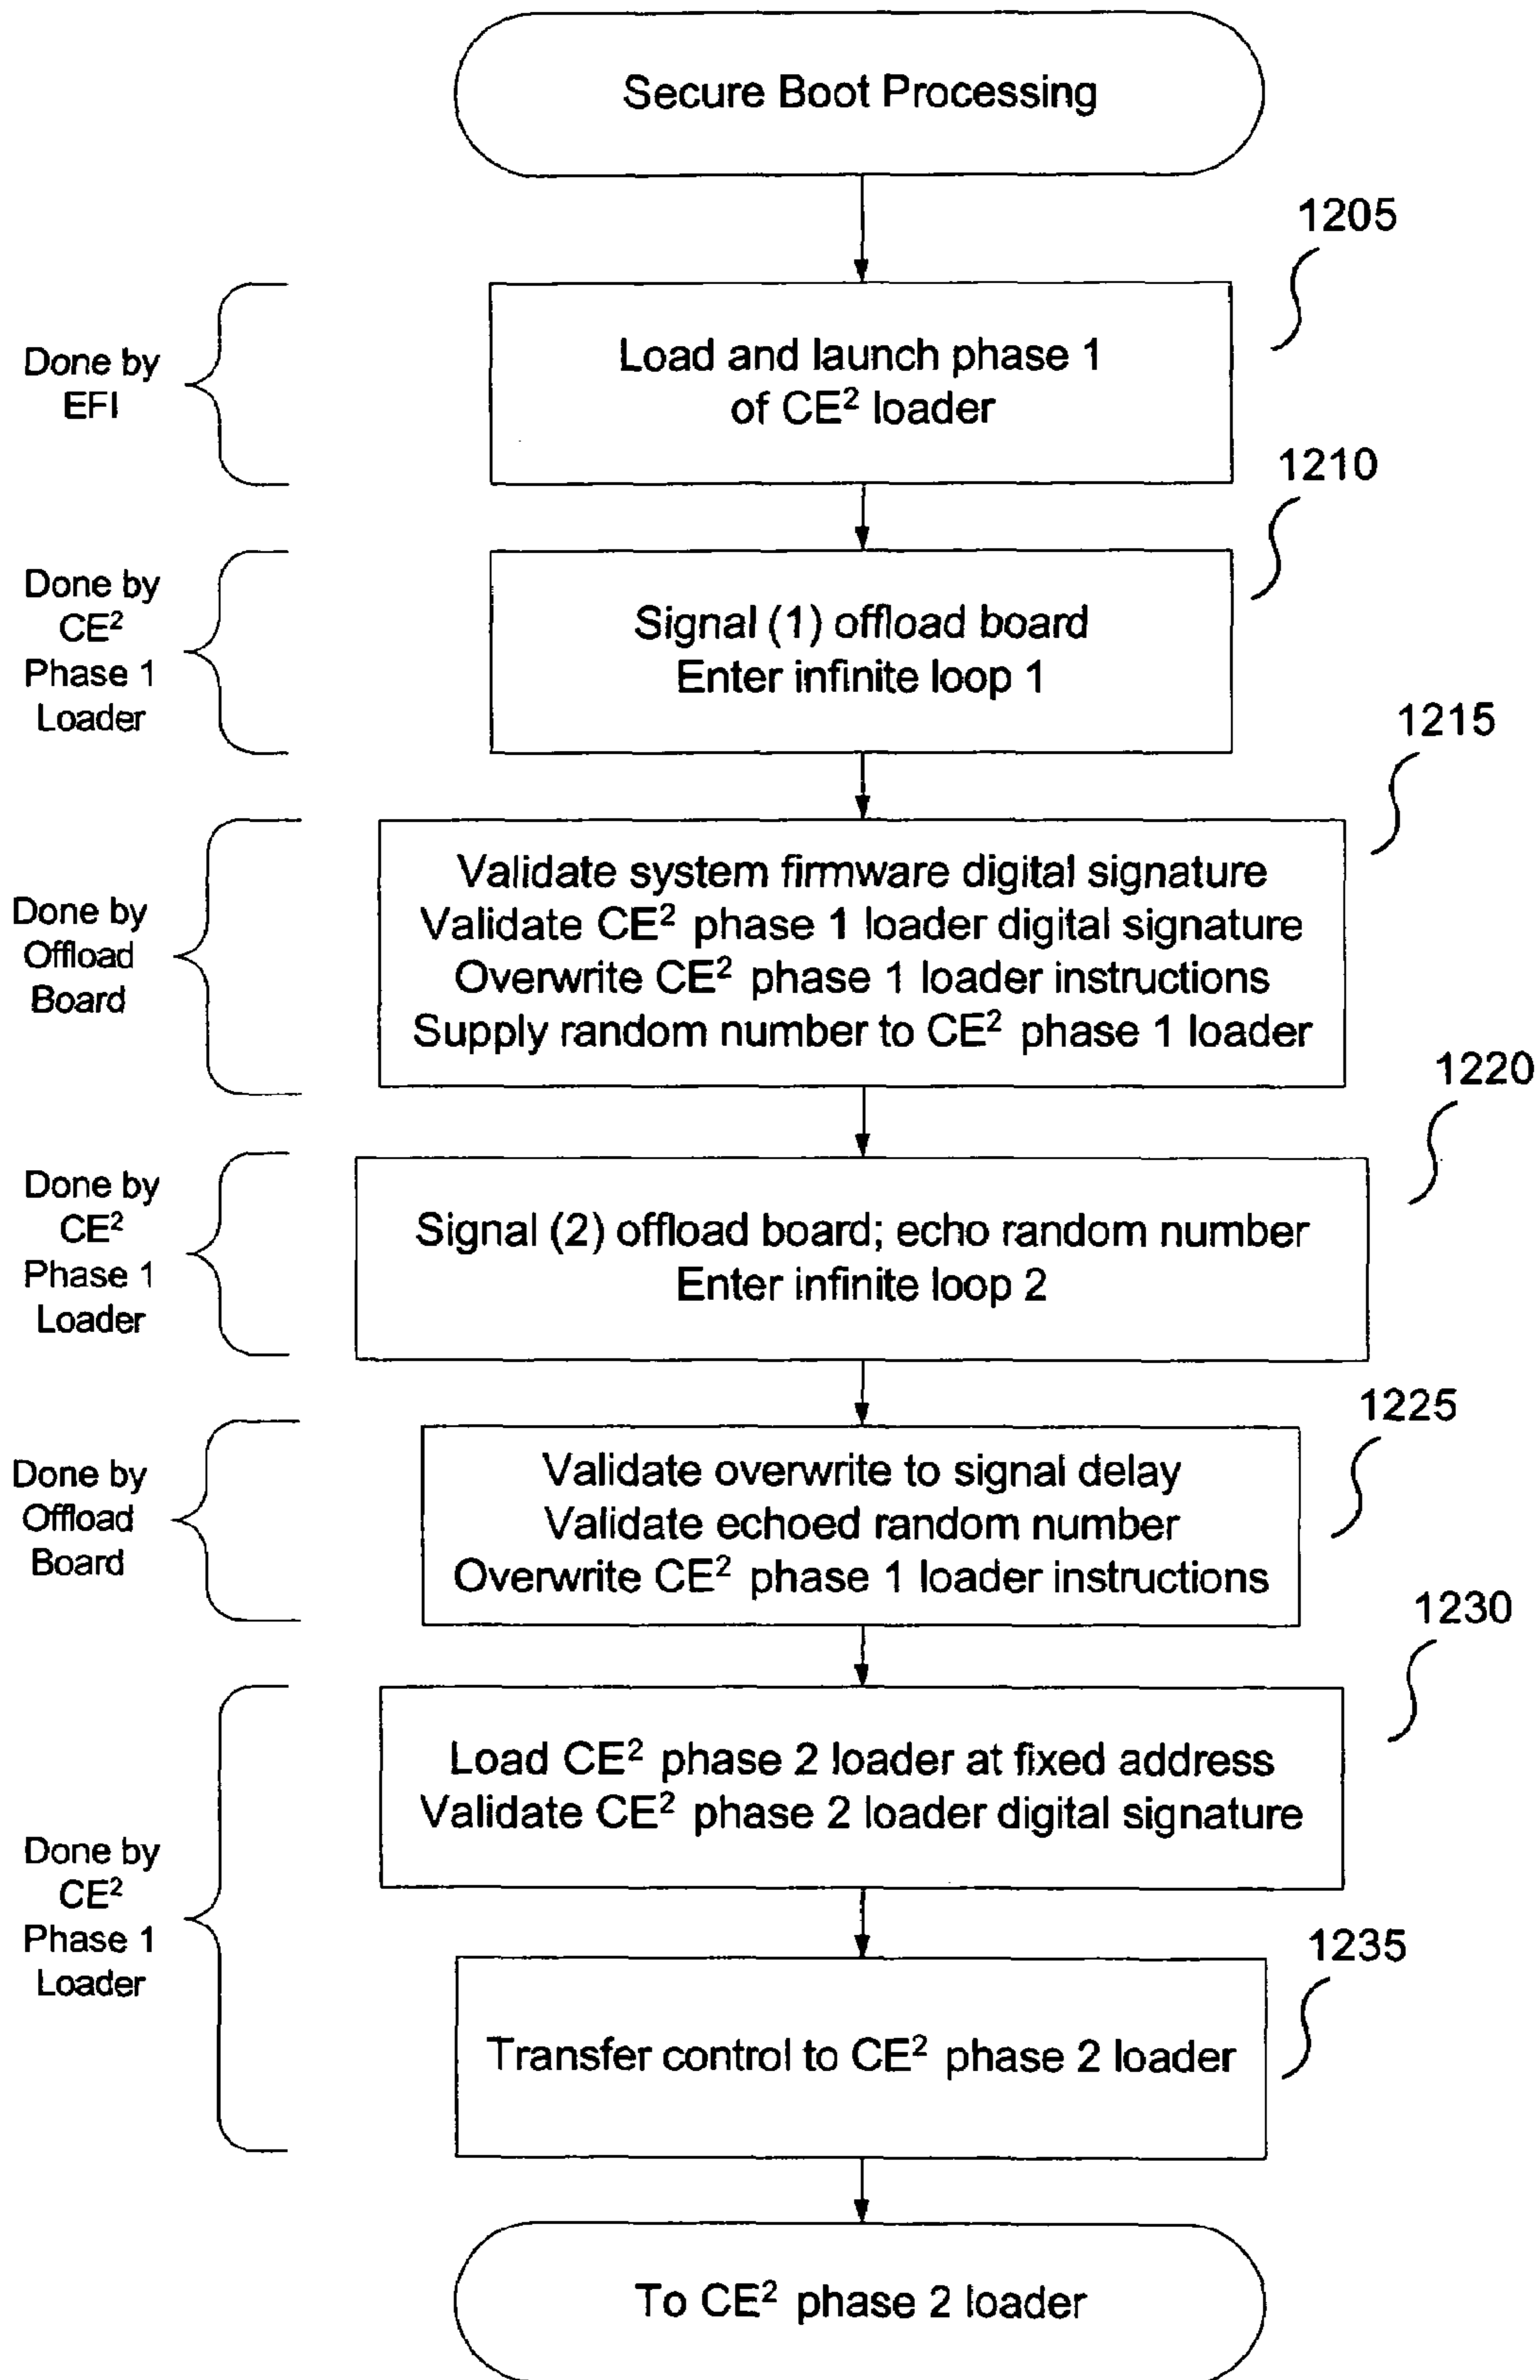 Secure Boot Processing
1205
Done by
EFI
Load and launch phase 1
of CE² loader
1210
Done by
CE²
Phase 1
Loader
Signal (1) offload board
Enter infinite loop 1
1215
Done by
Offload
Board
Validate system firmware digital signature
Validate CE² phase 1 loader digital signature
Overwrite CE² phase 1 loader instructions
Supply random number to CE² phase 1 loader
1220
Done by
CE²
Phase 1
Loader
Signal (2) offload board; echo random number
Enter infinite loop 2
1225
Done by
Offload
Board
Validate overwrite to signal delay
Validate echoed random number
Overwrite CE² phase 1 loader instructions
1230
Done by
CE²
Phase 1
Loader
Load CE² phase 2 loader at fixed address
Validate CE² phase 2 loader digital signature
1235
Transfer control to CE² phase 2 loader
To CE² phase 2 loader